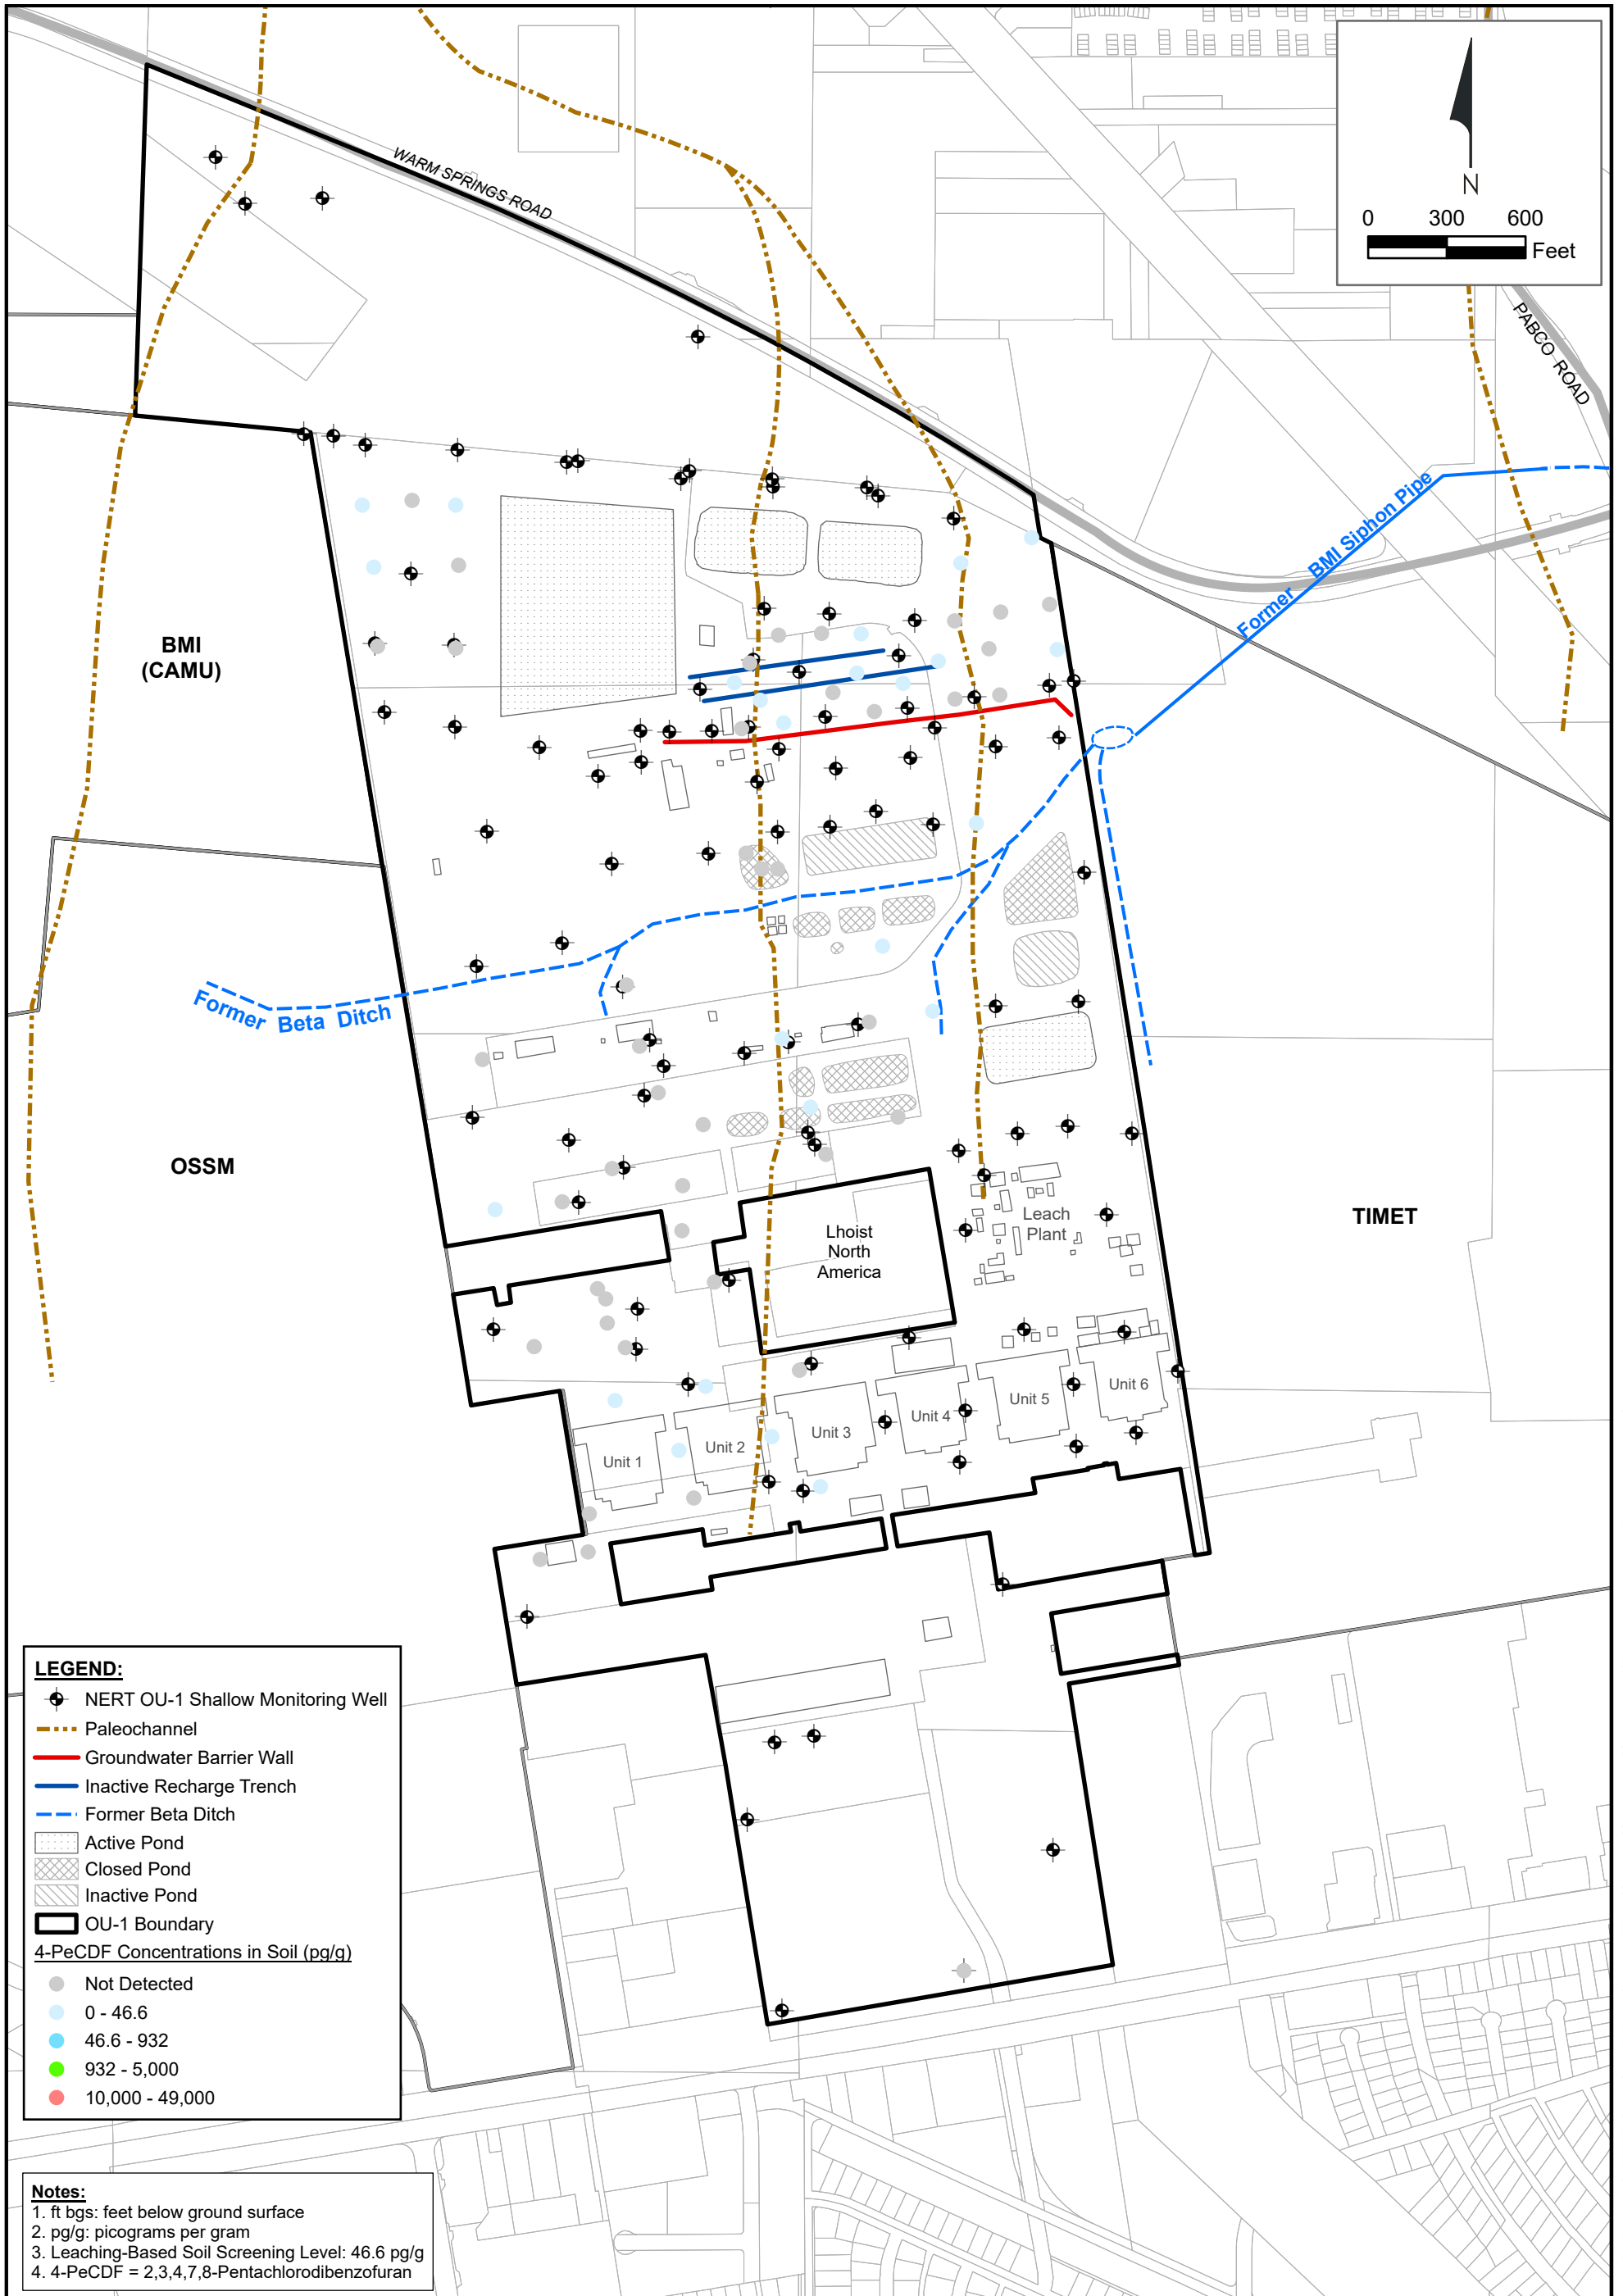 WARM SPRINGS ROAD
N
0 300 600
Feet
PABCO ROAD
Former BMI Siphon Pipe
BMI
(CAMU)
Former Beta Ditch
OSSM
TIMET
Lhoist
North
America
Leach
Plant
Unit 1
Unit 2
Unit 3
Unit 4
Unit 5
Unit 6
LEGEND:
NERT OU-1 Shallow Monitoring Well
Paleochannel
Groundwater Barrier Wall
Inactive Recharge Trench
Former Beta Ditch
Active Pond
Closed Pond
Inactive Pond
OU-1 Boundary
4-PeCDF Concentrations in Soil (pg/g)
Not Detected
0 - 46.6
46.6 - 932
932 - 5,000
10,000 - 49,000
Notes:
1. ft bgs: feet below ground surface
2. pg/g: picograms per gram
3. Leaching-Based Soil Screening Level: 46.6 pg/g
4. 4-PeCDF = 2,3,4,7,8-Pentachlorodibenzofuran